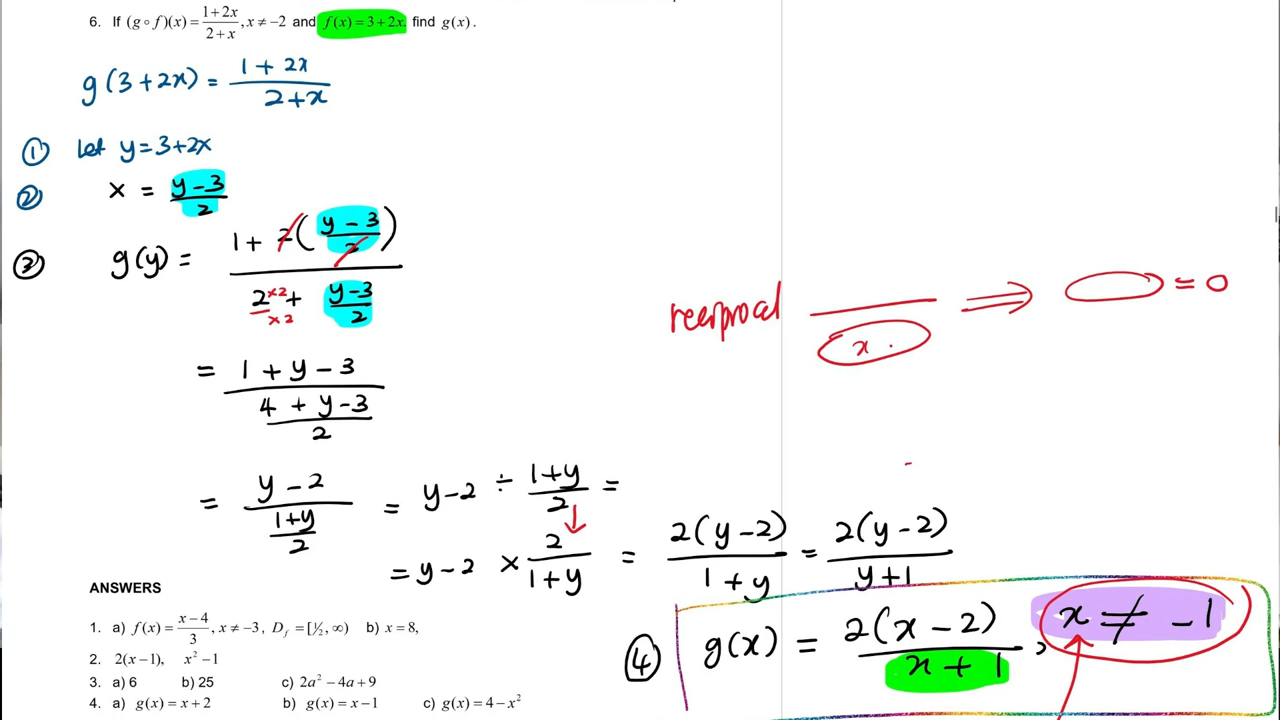 6. If (g ∘ f)(x) = (1+2x)/(2+x), x ≠ −2 and f(x) = 3 + 2x. find g(x).
g(3+2x) = (1+2x)/(2+x)
① Let y = 3+2x
② x = (y−3)/2
③ g(y) = (1 + 2((y−3)/2))/(2 ×2 ×2 + (y−3)/2)
reciprocal ―/x. ⟹ = 0
= (1+y−3)/((4+y−3)/2)
= (y−2)/((1+y)/2) = y−2 ÷ (1+y)/2 =
= y−2 × 2/(1+y) = 2(y−2)/(1+y) = 2(y−2)/(y+1)
④ g(x) = 2(x−2)/(x+1), x ≠ −1
ANSWERS
1. a) f(x) = (x−4)/3, x ≠ −3, D_f = [½, ∞) b) x = 8,
2. 2(x−1), x² −1
3. a) 6 b) 25 c) 2a² − 4a + 9
4. a) g(x) = x + 2 b) g(x) = x − 1 c) g(x) = 4 − x²